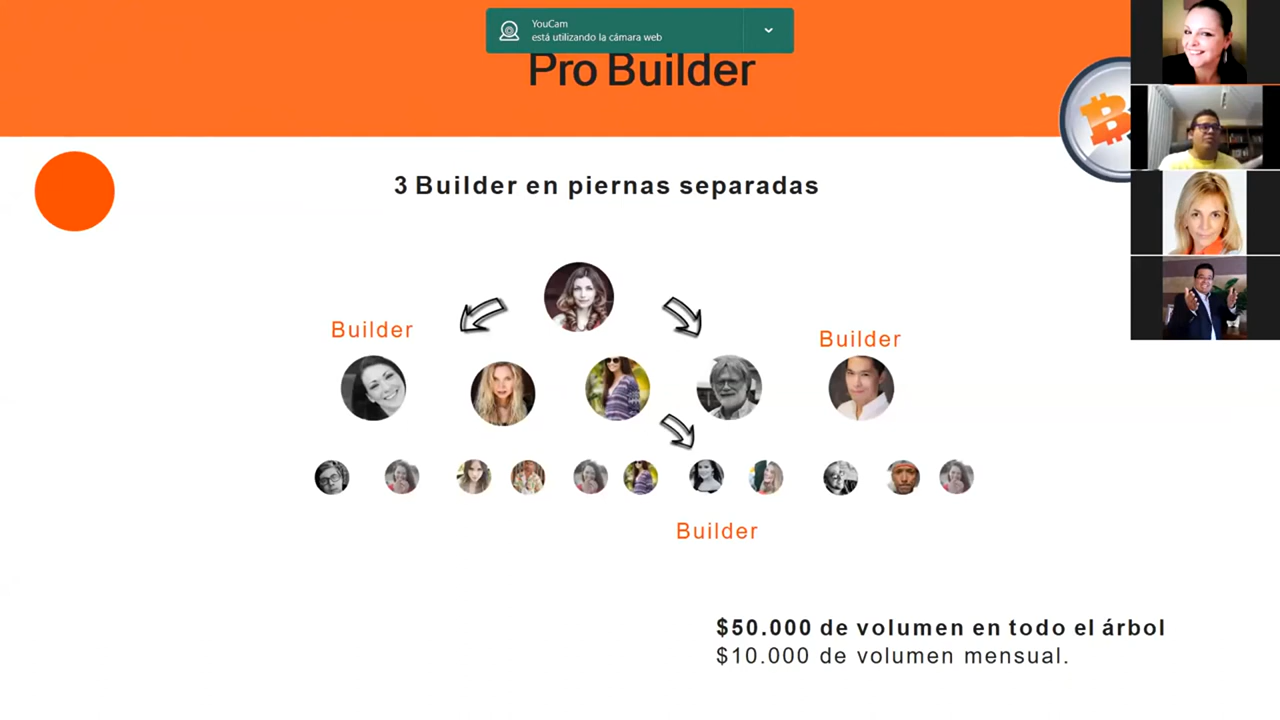 YouCam
está utilizando la cámara web
Pro Builder
3 Builder en piernas separadas
Builder
Builder
Builder
$50.000 de volumen en todo el árbol
$10.000 de volumen mensual.